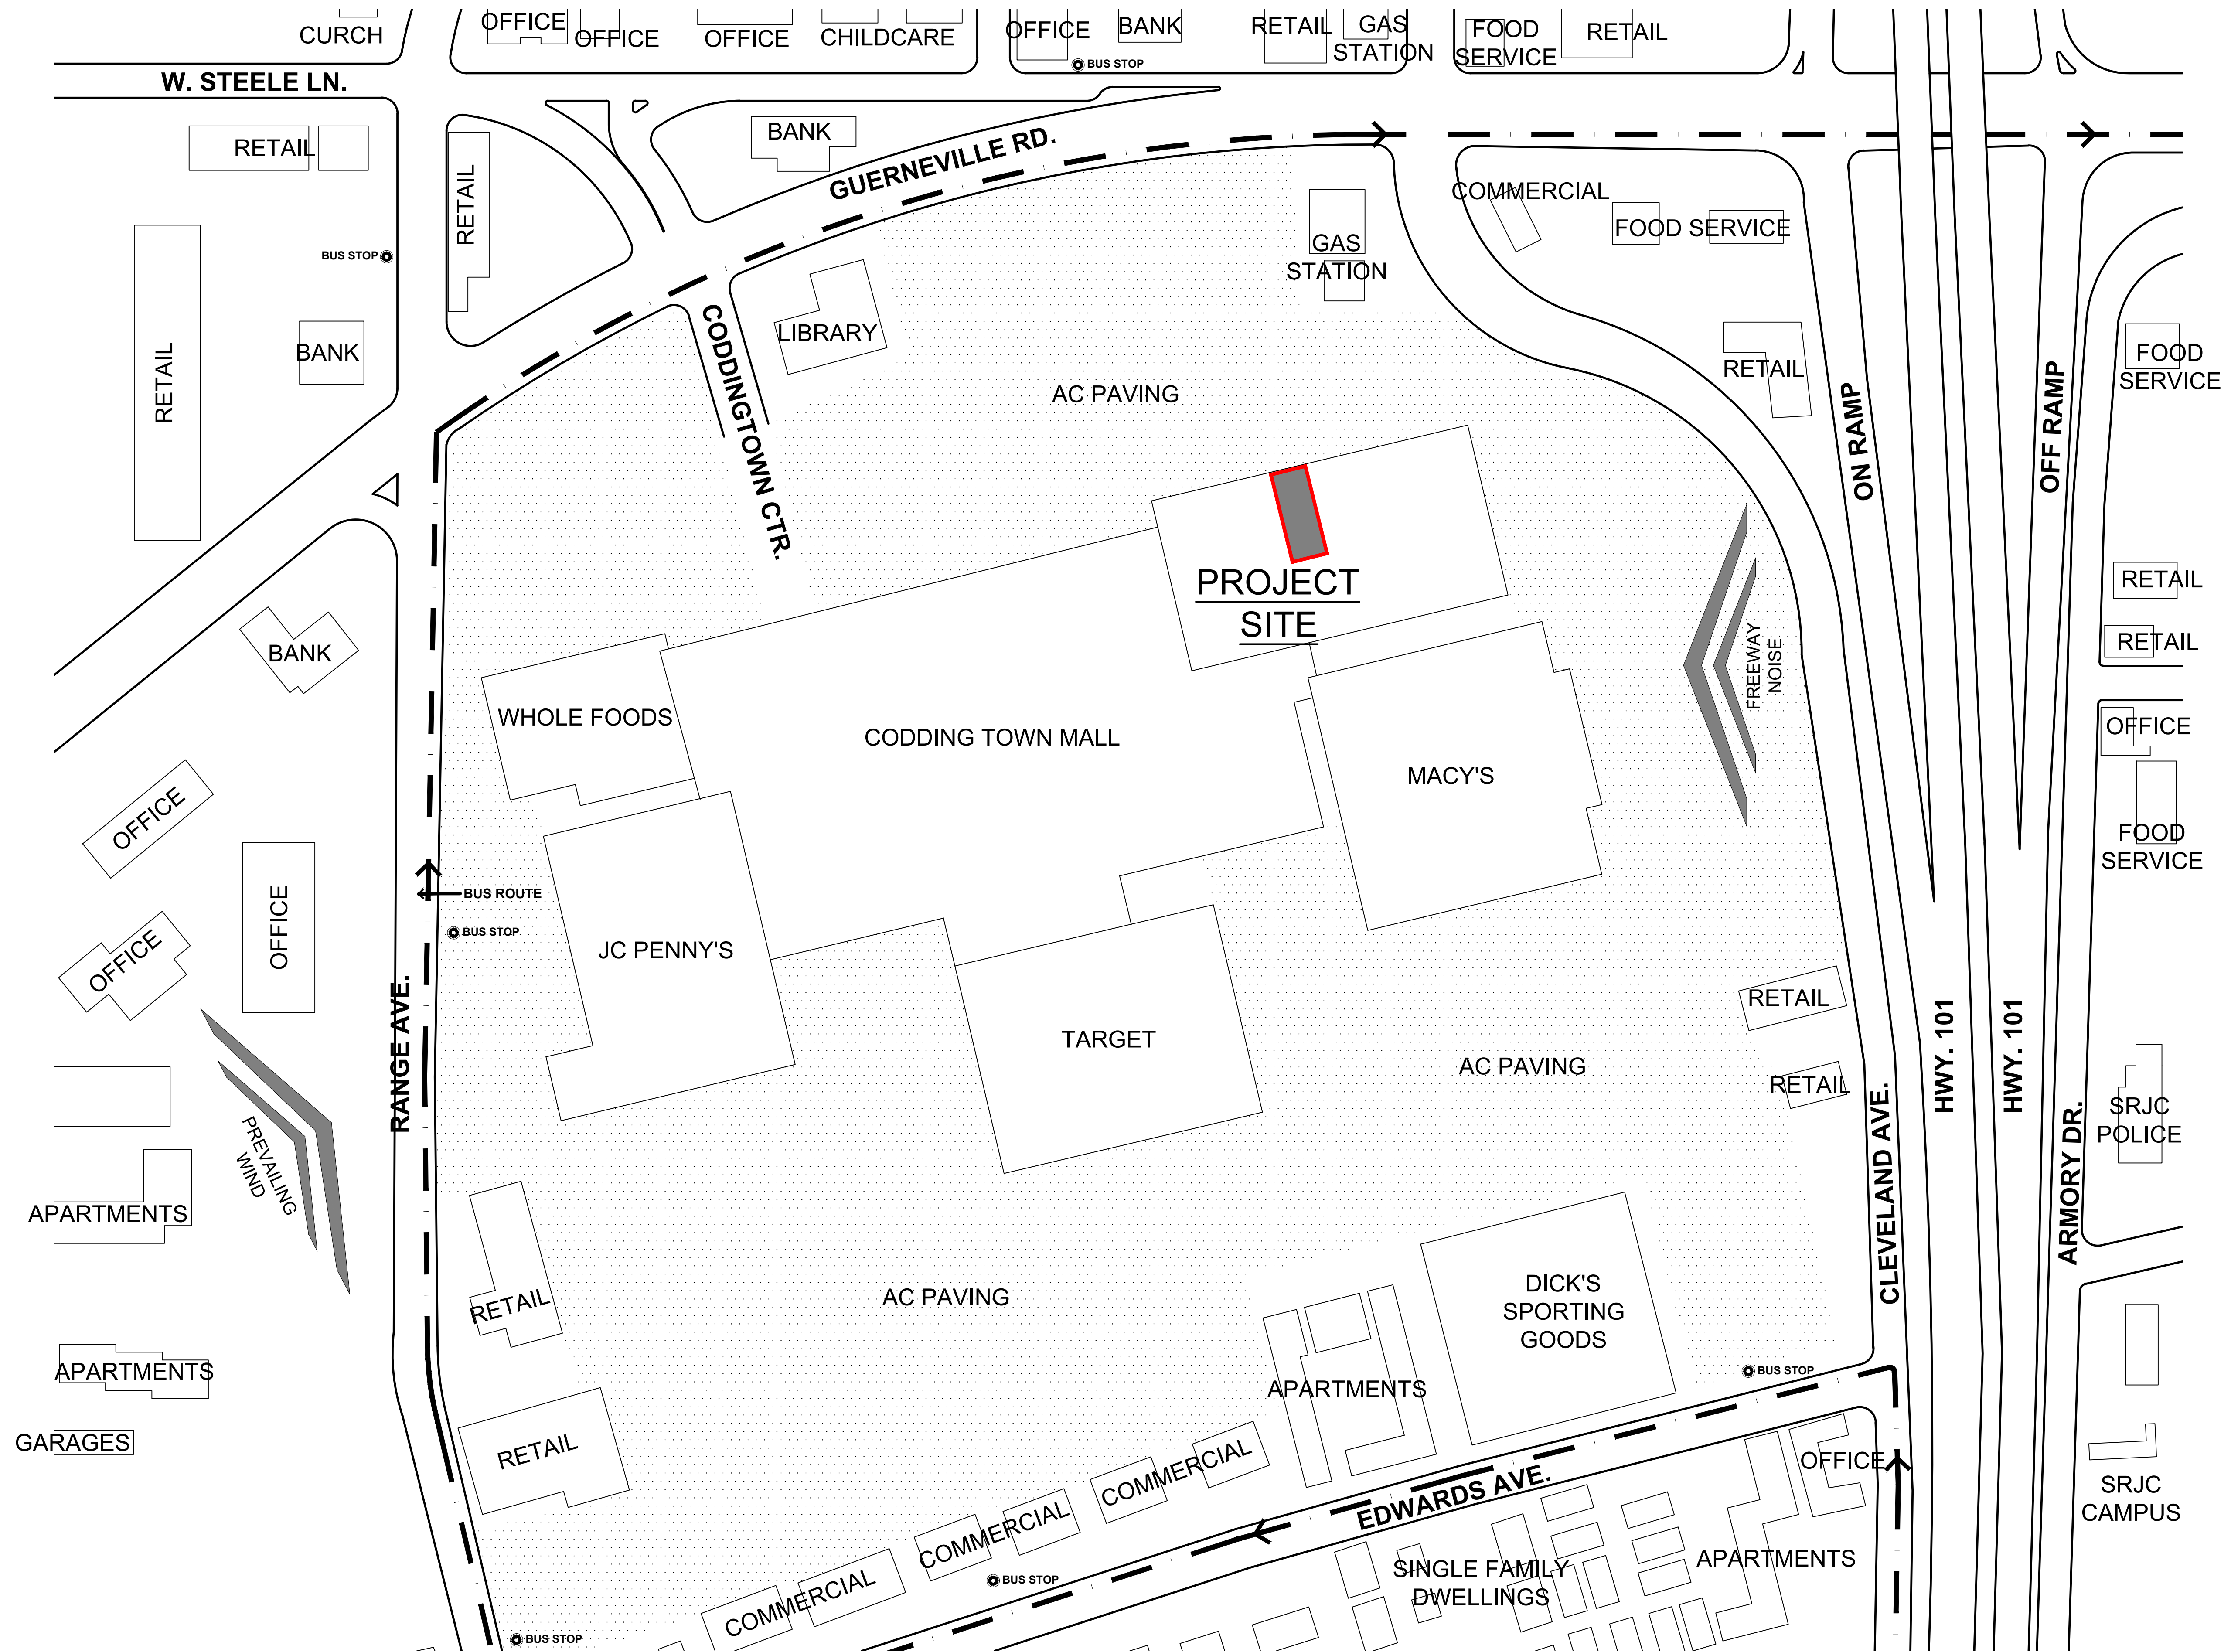 CURCH
OFFICE
OFFICE
OFFICE
CHILDCARE
OFFICE
BANK
RETAIL
GAS
STATION
FOOD
SERVICE
RETAIL
BUS STOP
W. STEELE LN.
RETAIL
BANK
GUERNEVILLE RD.
RETAIL
BUS STOP
COMMERCIAL
FOOD SERVICE
GAS
STATION
LIBRARY
CODDINGTOWN CTR.
BANK
RETAIL
AC PAVING
RETAIL
ON RAMP
OFF RAMP
FOOD
SERVICE
PROJECT
SITE
RETAIL
RETAIL
BANK
FREEWAY
NOISE
WHOLE FOODS
CODDING TOWN MALL
MACY'S
OFFICE
FOOD
SERVICE
OFFICE
OFFICE
OFFICE
BUS ROUTE
BUS STOP
JC PENNY'S
TARGET
RETAIL
RETAIL
AC PAVING
RANGE AVE.
HWY. 101
HWY. 101
CLEVELAND AVE.
ARMORY DR.
SRJC
POLICE
PREVAILING
WIND
APARTMENTS
RETAIL
AC PAVING
DICK'S
SPORTING
GOODS
APARTMENTS
APARTMENTS
BUS STOP
GARAGES
RETAIL
COMMERCIAL
COMMERCIAL
COMMERCIAL
EDWARDS AVE.
OFFICE
SRJC
CAMPUS
BUS STOP
SINGLE FAMILY
DWELLINGS
APARTMENTS
BUS STOP